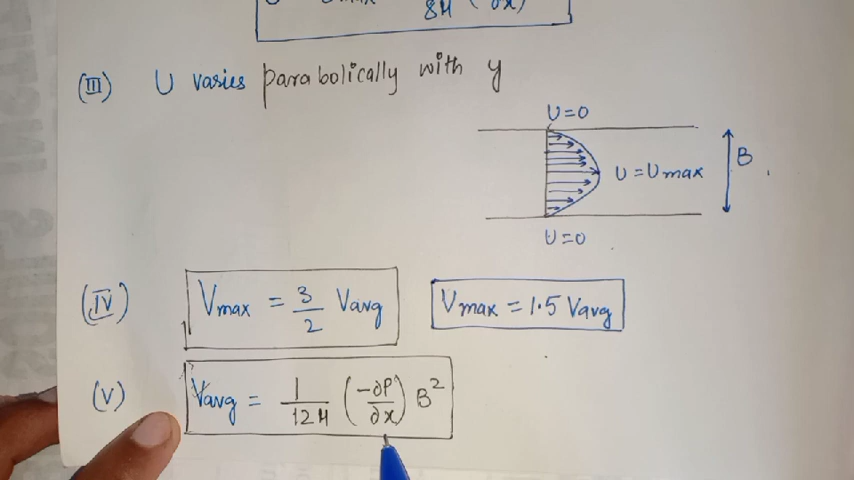 8μ ∂x)
(III) U varies parabolically with y
U=0
U=Umax
B
U=0
(IV) Vmax = 3/2 Vavg Vmax = 1.5 Vavg
(V) Vavg = 1/12μ (-∂P/∂x) B²